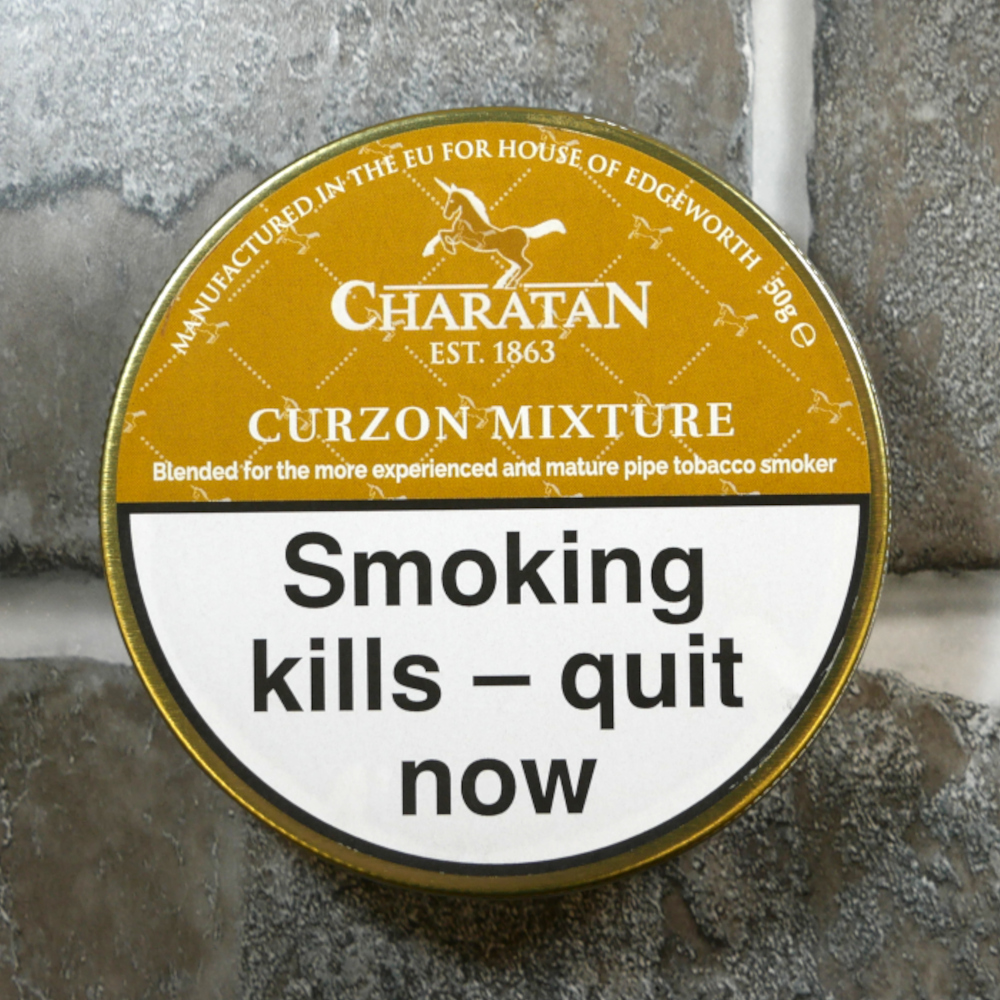 MANUFACTURED IN THE EU FOR HOUSE OF EDGEWORTH 50g ℮
CHARATAN
EST. 1863
CURZON MIXTURE
Blended for the more experienced and mature pipe tobacco smoker
Smoking
kills – quit
now